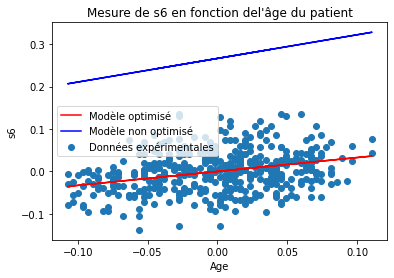 Mesure de s6 en fonction del'âge du patient
0.3
0.2
0.1
0.0
−0.1
s6
Modèle optimisé
Modèle non optimisé
Données expérimentales
−0.10
−0.05
0.00
0.05
0.10
Age